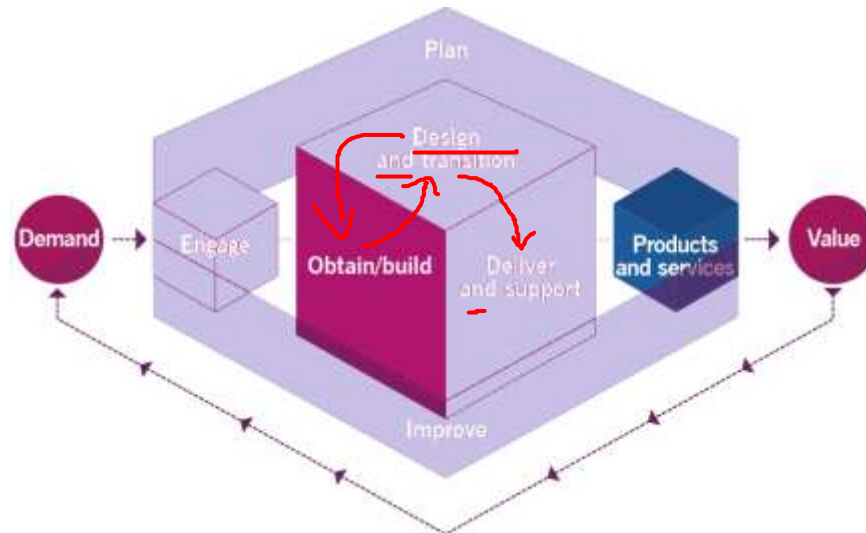 Plan
Design
and transition
Demand
Engage
Obtain/build
Deliver
and support
Products
and services
Value
Improve